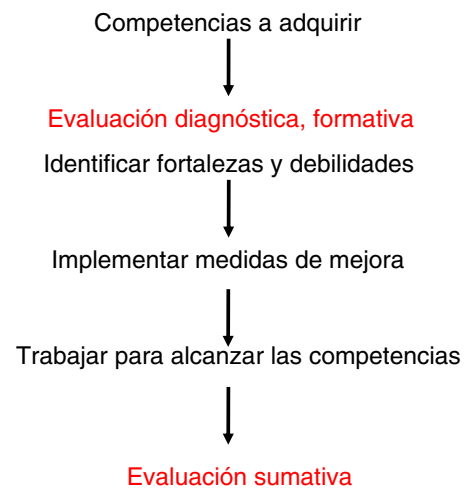 Competencias a adquirir
Evaluación diagnóstica, formativa
Identificar fortalezas y debilidades
Implementar medidas de mejora
Trabajar para alcanzar las competencias
Evaluación sumativa